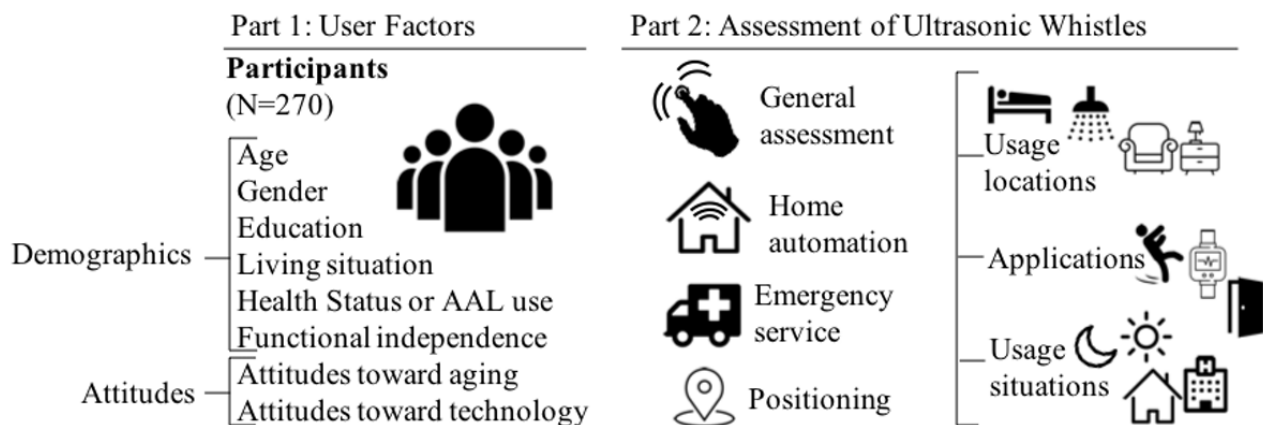 Part 1: User Factors
Participants
(N=270)
Demographics
Age
Gender
Education
Living situation
Health Status or AAL use
Functional independence
Attitudes
Attitudes toward aging
Attitudes toward technology
Part 2: Assessment of Ultrasonic Whistles
General
assessment
Home
automation
Emergency
service
Positioning
Usage
locations
Applications
Usage
situations